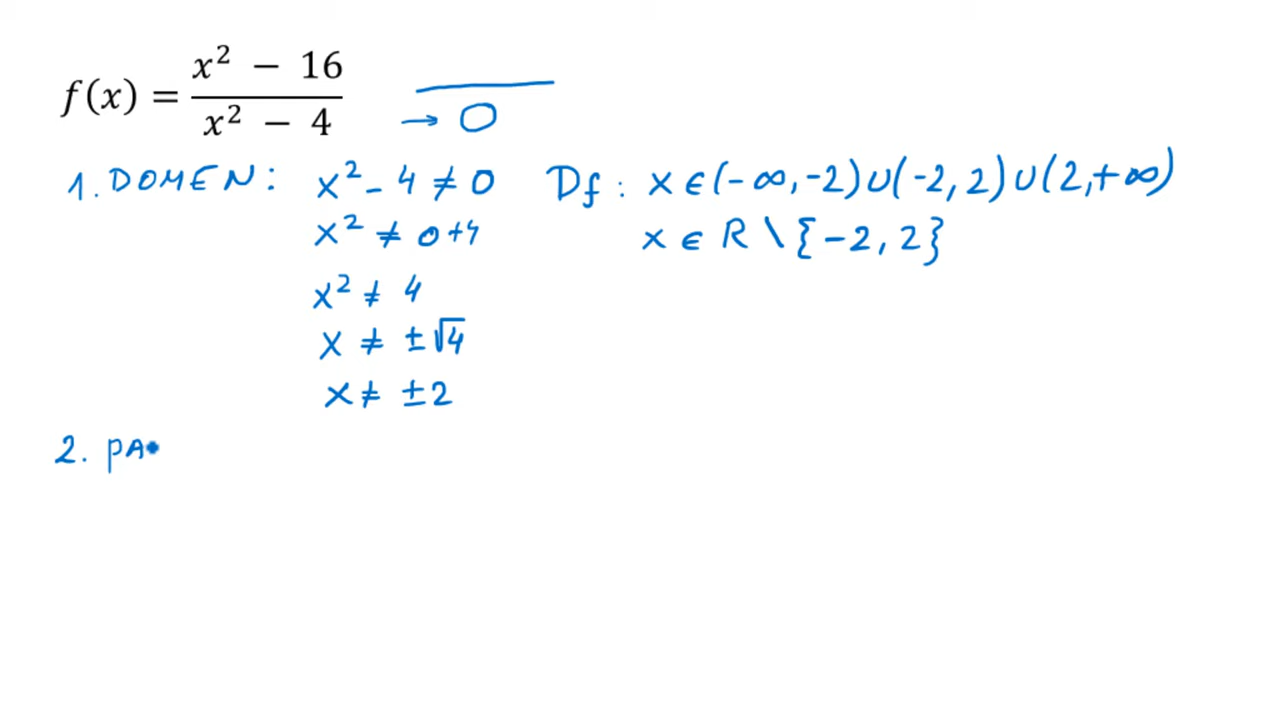 f(x) = (x² − 16)/(x² − 4) → 0
1. DOMEN: x² - 4 ≠ 0 Df: x ∈ (-∞, -2) ∪ (-2, 2) ∪ (2, +∞)
x² ≠ 0+4 x ∈ R \ {-2, 2}
x² ≠ 4
x ≠ ±√4
x ≠ ±2
2. PA